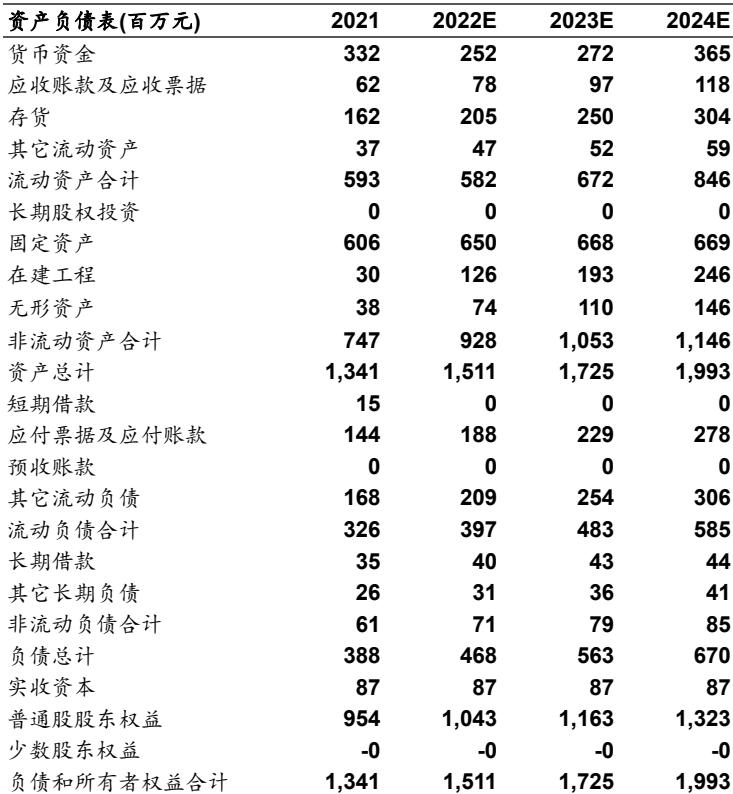 资产负债表(百万元) 2021 2022E 2023E 2024E
货币资金 332 252 272 365
应收账款及应收票据 62 78 97 118
存货 162 205 250 304
其它流动资产 37 47 52 59
流动资产合计 593 582 672 846
长期股权投资 0 0 0 0
固定资产 606 650 668 669
在建工程 30 126 193 246
无形资产 38 74 110 146
非流动资产合计 747 928 1,053 1,146
资产总计 1,341 1,511 1,725 1,993
短期借款 15 0 0 0
应付票据及应付账款 144 188 229 278
预收账款 0 0 0 0
其它流动负债 168 209 254 306
流动负债合计 326 397 483 585
长期借款 35 40 43 44
其它长期负债 26 31 36 41
非流动负债合计 61 71 79 85
负债总计 388 468 563 670
实收资本 87 87 87 87
普通股股东权益 954 1,043 1,163 1,323
少数股东权益 -0 -0 -0 -0
负债和所有者权益合计 1,341 1,511 1,725 1,993